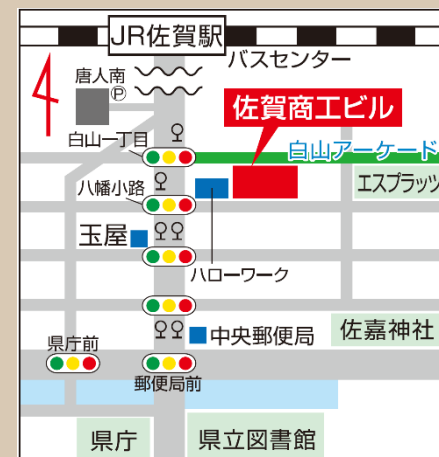 JR佐賀駅
バスセンター
唐人南
P
佐賀商工ビル
白山一丁目
白山アーケード
八幡小路
エスプラッツ
玉屋
ハローワーク
中央郵便局
佐嘉神社
県庁前
郵便局前
県庁
県立図書館